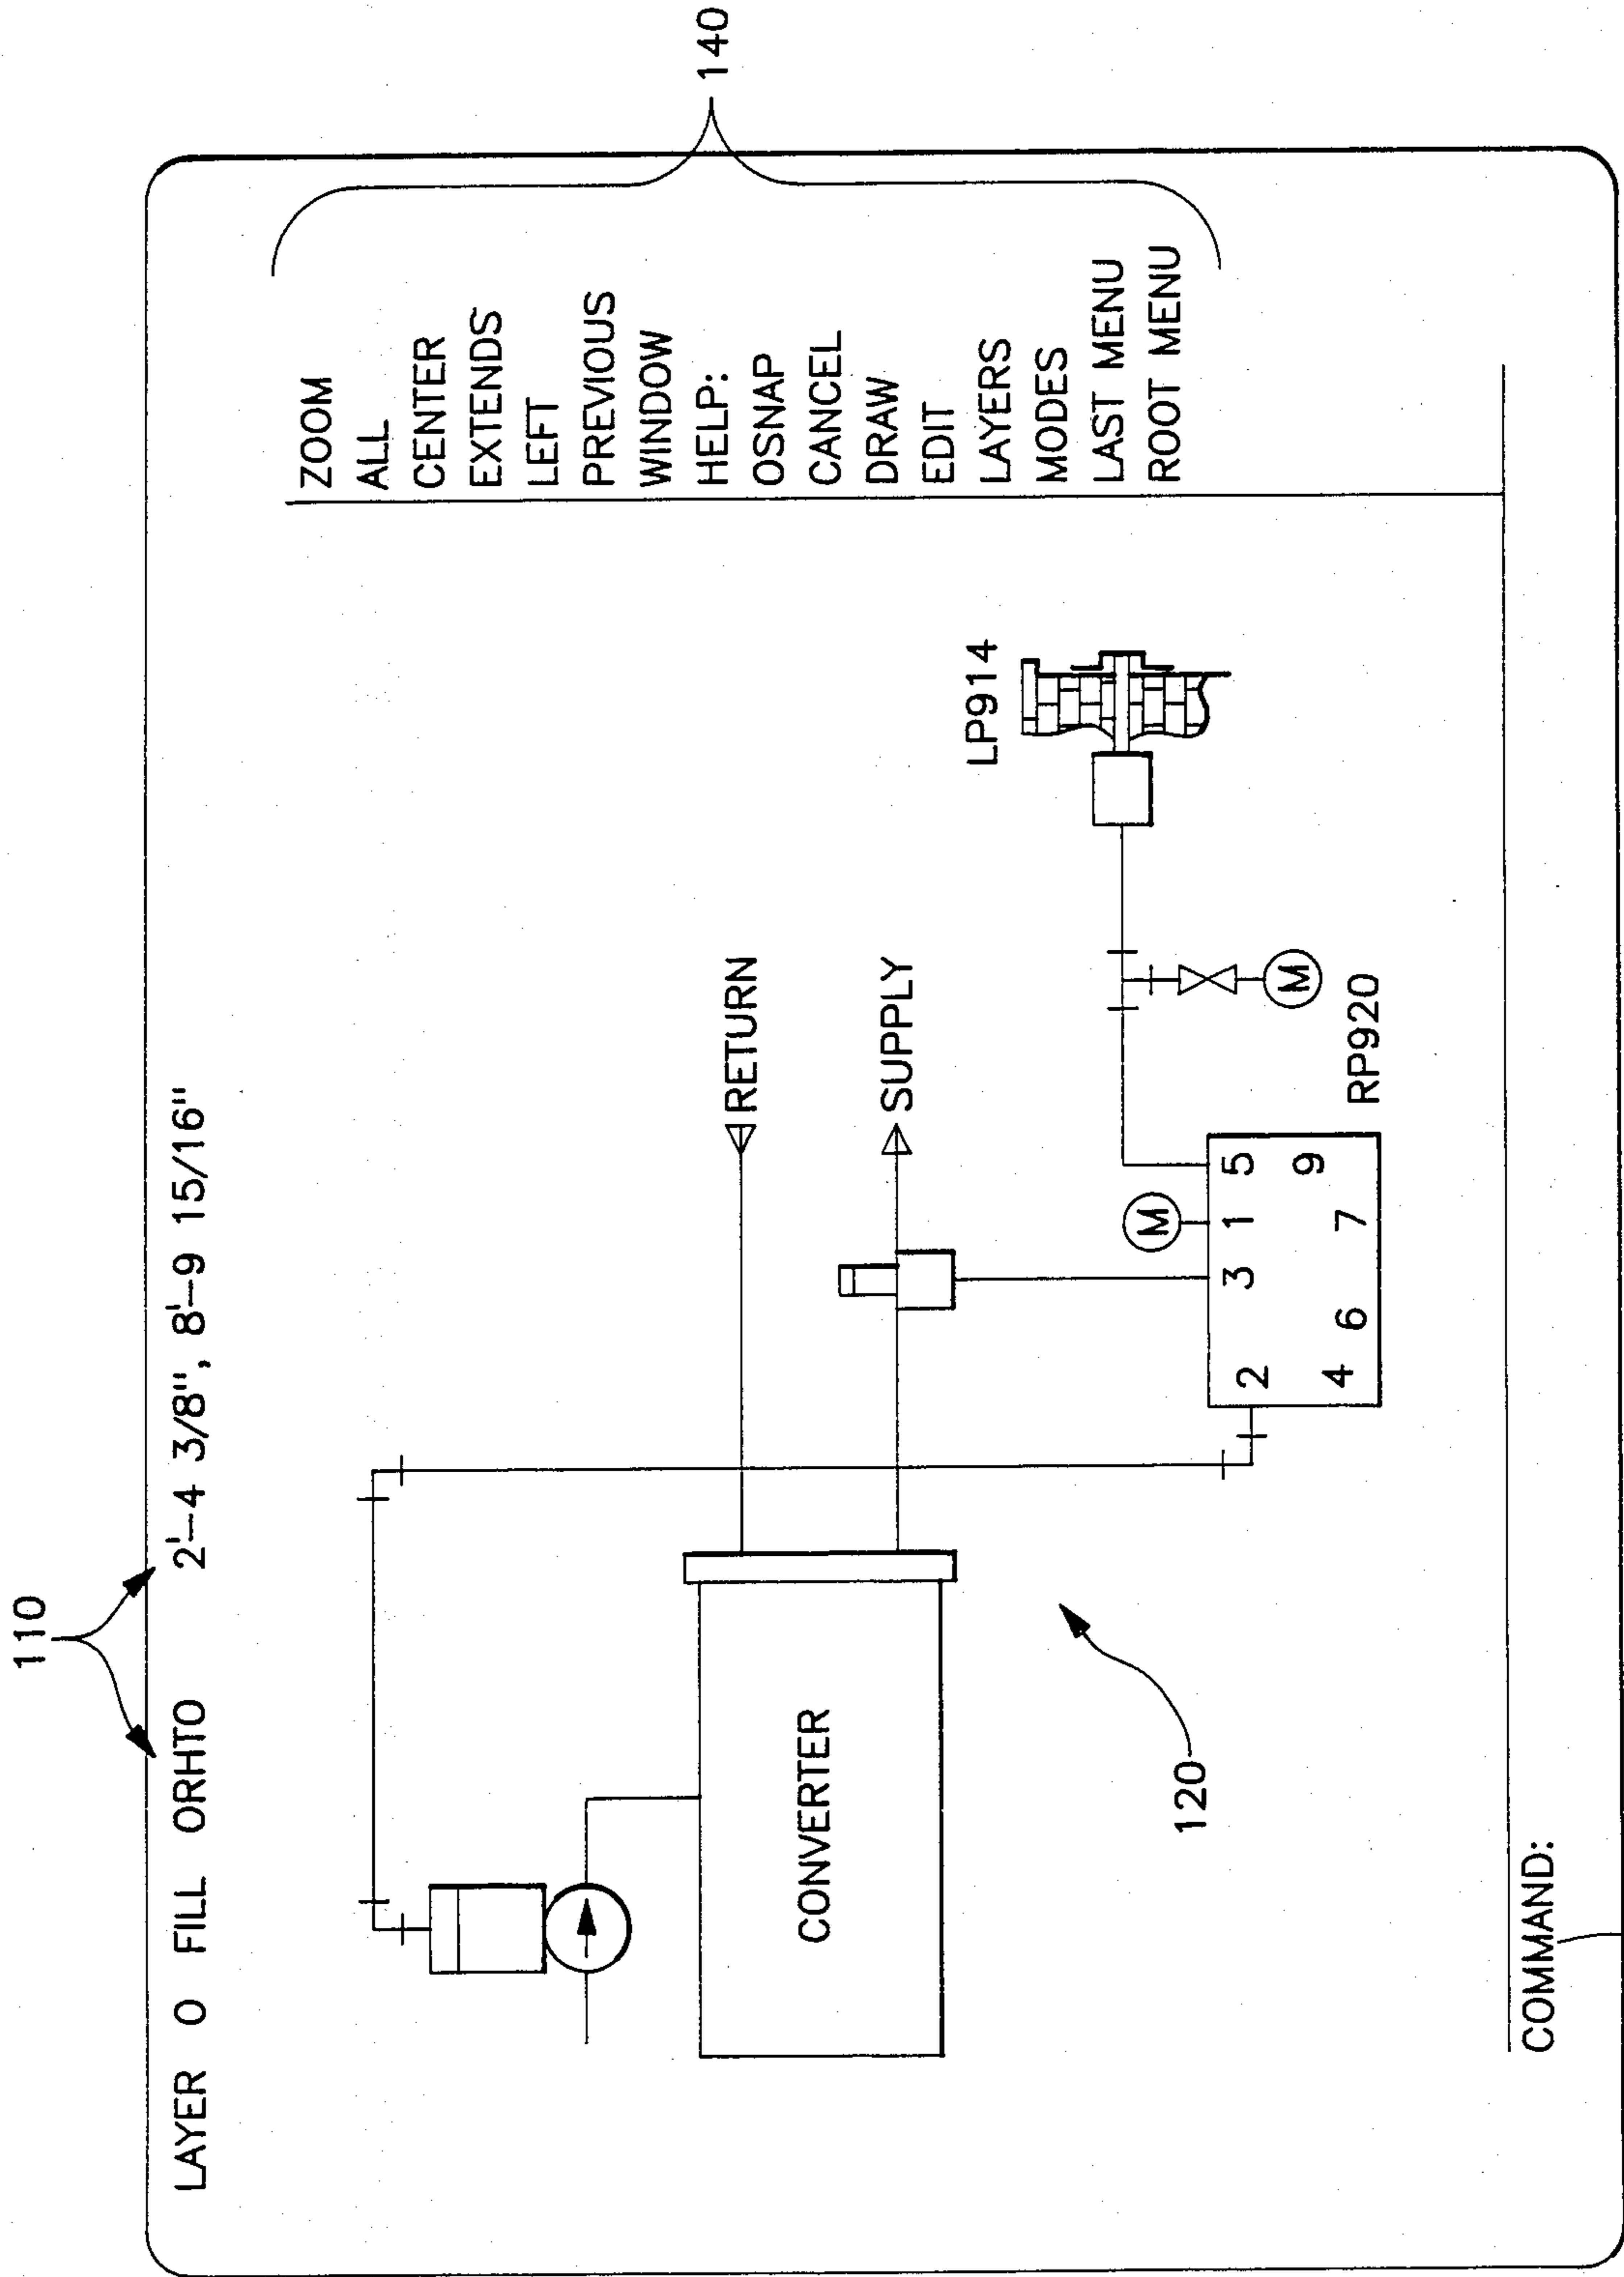 110
LAYER O FILL ORHTO 2'-4 3/8", 8'-9 15/16"
140
ZOOM
ALL
CENTER
EXTENDS
LEFT
PREVIOUS
WINDOW
HELP:
OSNAP
CANCEL
DRAW
EDIT
LAYERS
MODES
LAST MENU
ROOT MENU
RETURN
SUPPLY
CONVERTER
LP914
M
M
2 3 1 5
4 6 7 9
RP920
120
COMMAND: